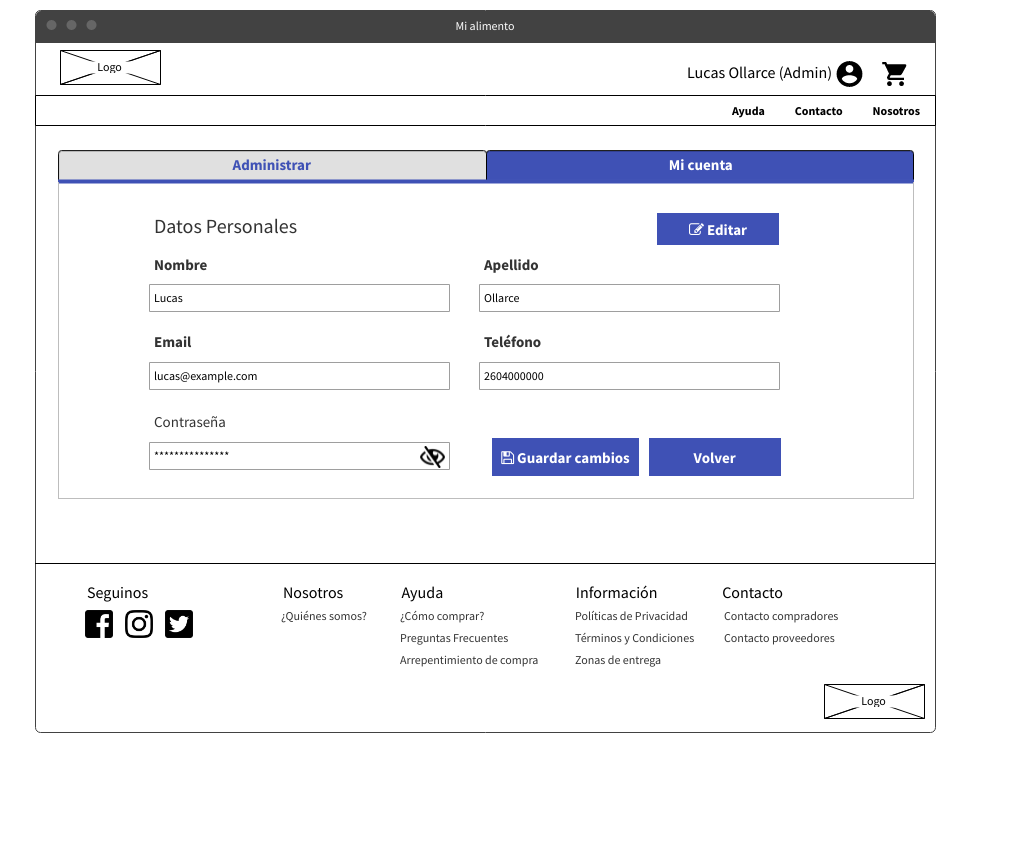 Mi alimento
Logo
Lucas Ollarce (Admin)
Ayuda Contacto Nosotros
Administrar Mi cuenta
Datos Personales Editar
Nombre Apellido
Lucas Ollarce
Email Teléfono
lucas@example.com 2604000000
Contraseña
***************
Guardar cambios Volver
Seguinos Nosotros Ayuda Información Contacto
¿Quiénes somos? ¿Cómo comprar? Políticas de Privacidad Contacto compradores
Preguntas Frecuentes Términos y Condiciones Contacto proveedores
Arrepentimiento de compra Zonas de entrega
Logo